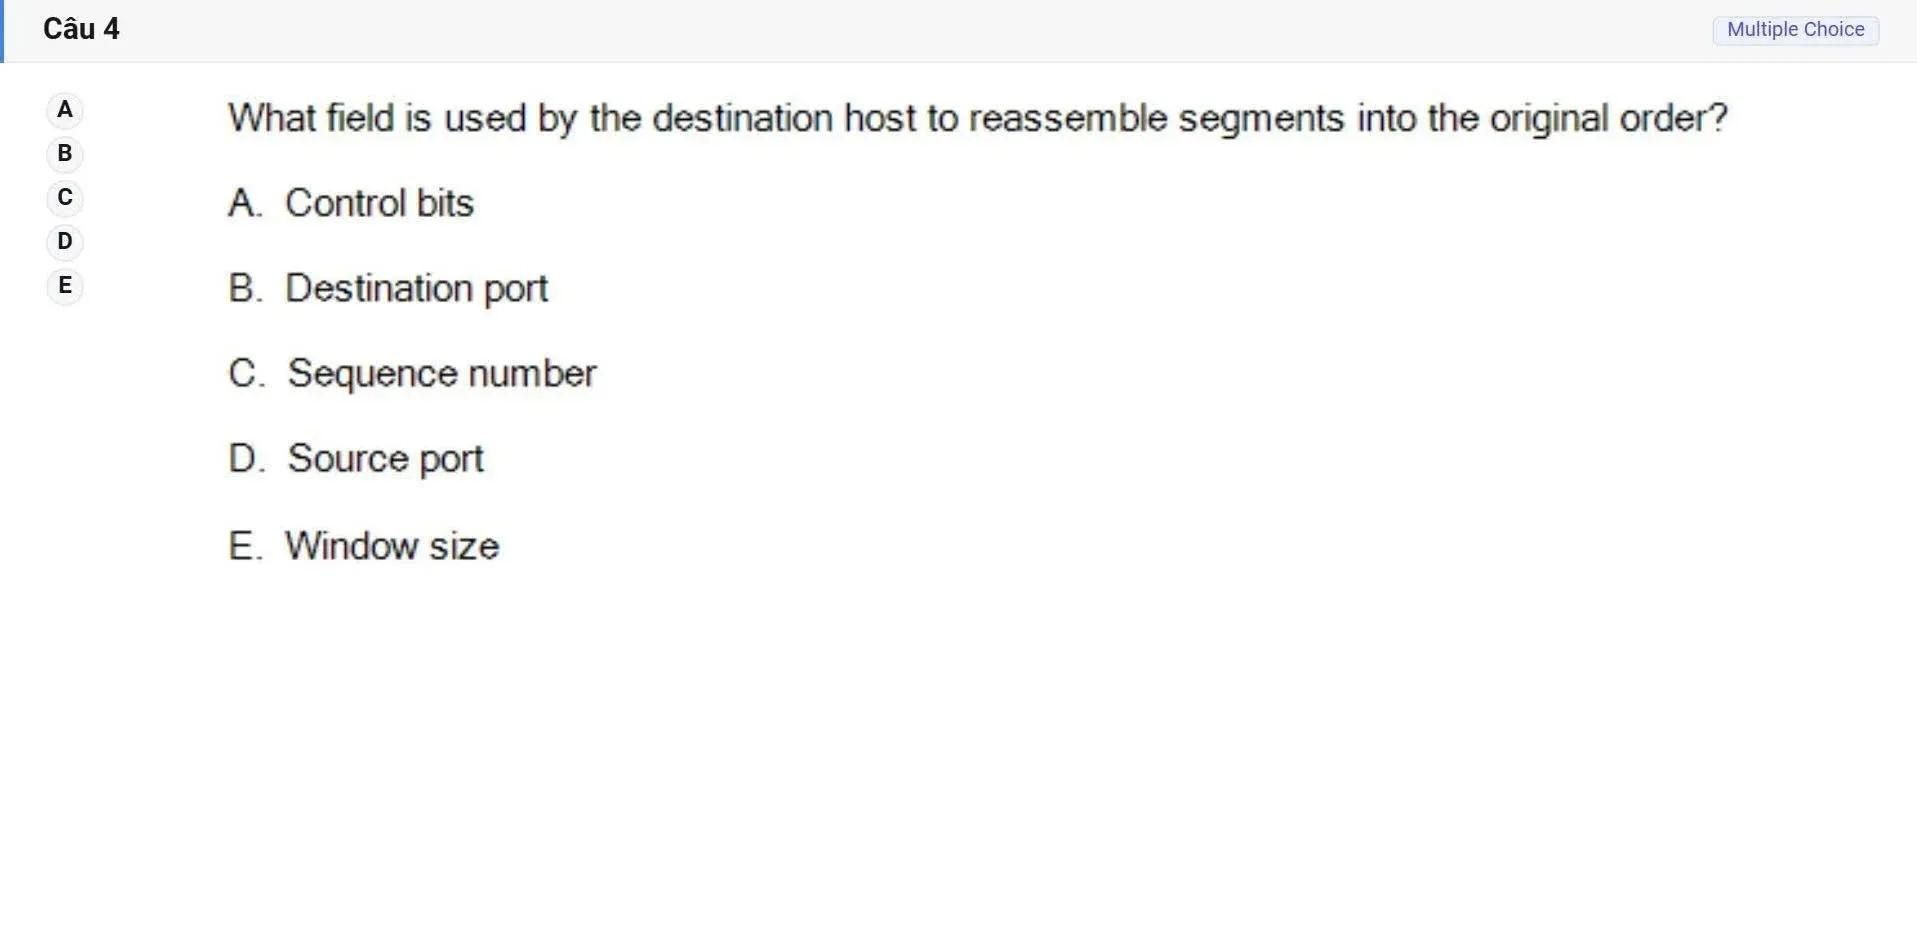 Câu 4
Multiple Choice
A
B
C
D
E
What field is used by the destination host to reassemble segments into the original order?
A. Control bits
B. Destination port
C. Sequence number
D. Source port
E. Window size